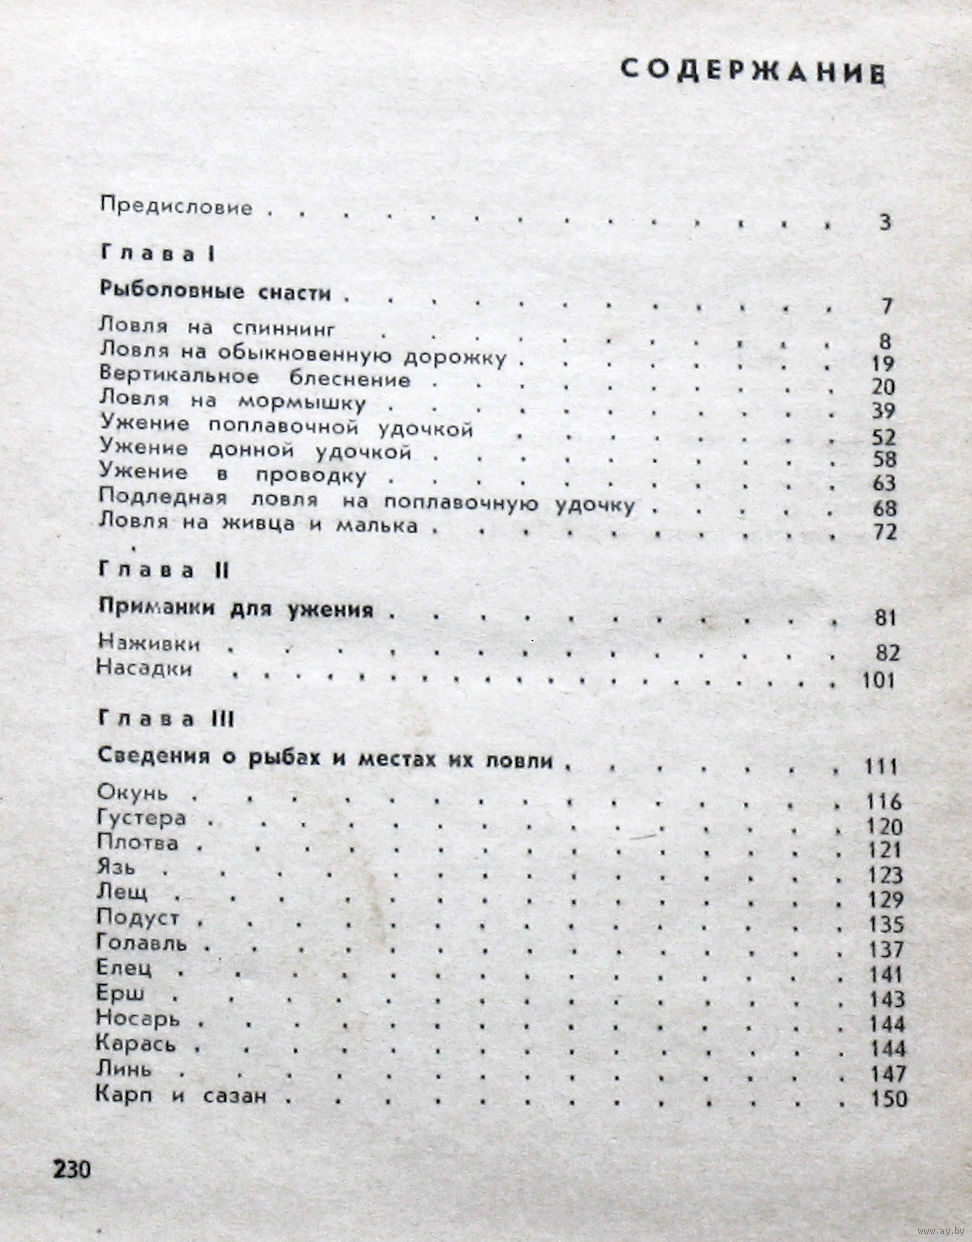 СОДЕРЖАНИЕ
Предисловие . . . . . . . . . . . . . . 3
Глава I
Рыболовные снасти . . . . . . . . . . . . 7
Ловля на спиннинг . . . . . . . . . . . 8
Ловля на обыкновенную дорожку . . . . . . . . 19
Вертикальное блеснение . . . . . . . . . . 20
Ловля на мормышку . . . . . . . . . . . 39
Ужение поплавочной удочкой . . . . . . . . 52
Ужение донной удочкой . . . . . . . . . . 58
Ужение в проводку . . . . . . . . . . . 63
Подледная ловля на поплавочную удочку . . . . . 68
Ловля на живца и малька . . . . . . . . . . 72
Глава II
Приманки для ужения . . . . . . . . . . . 81
Наживки . . . . . . . . . . . . . . 82
Насадки . . . . . . . . . . . . . . . . . . . 101
Глава III
Сведения о рыбах и местах их ловли . . . . . . . 111
Окунь . . . . . . . . . . . . . . . 116
Густера . . . . . . . . . . . . . . . 120
Плотва . . . . . . . . . . . . . . . 121
Язь . . . . . . . . . . . . . . . . 123
Лещ . . . . . . . . . . . . . . . . 129
Подуст . . . . . . . . . . . . . . . 135
Голавль . . . . . . . . . . . . . . . 137
Елец . . . . . . . . . . . . . . . . 141
Ерш . . . . . . . . . . . . . . . . 143
Носарь . . . . . . . . . . . . . . . 144
Карась . . . . . . . . . . . . . . . 144
Линь . . . . . . . . . . . . . . . . 147
Карп и сазан . . . . . . . . . . . . . 150
230
www.ay.by